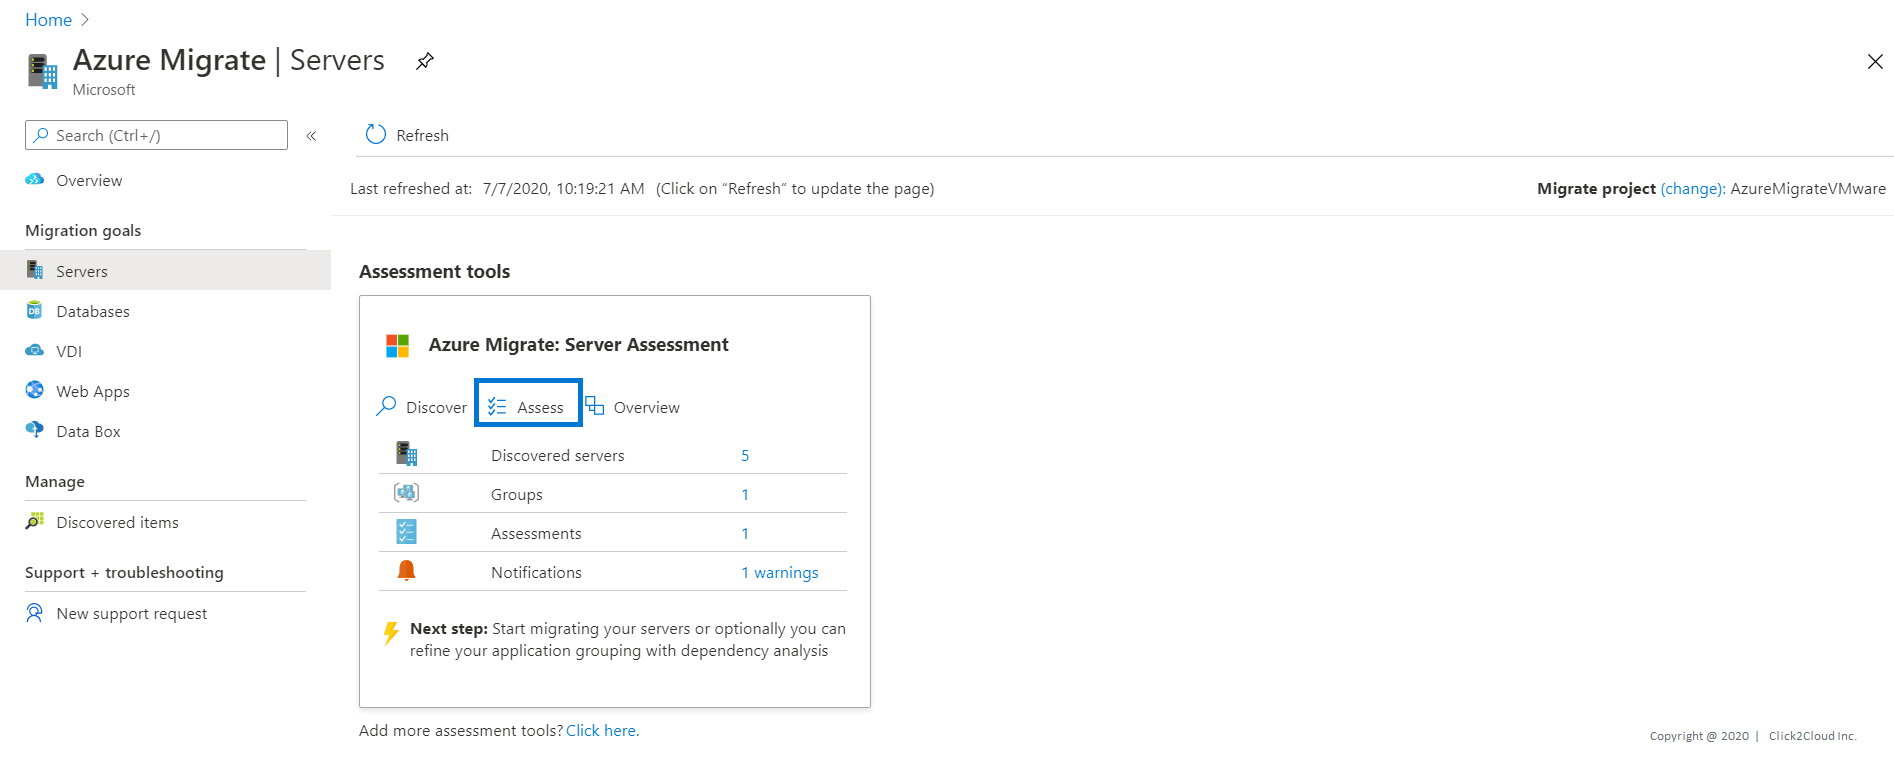 Home >
Azure Migrate | Servers
Microsoft
Search (Ctrl+/)
«
Refresh
Overview
Last refreshed at: 7/7/2020, 10:19:21 AM (Click on “Refresh” to update the page)
Migrate project (change): AzureMigrateVMware
Migration goals
Servers
Databases
VDI
Web Apps
Data Box
Manage
Discovered items
Support + troubleshooting
New support request
Assessment tools
Azure Migrate: Server Assessment
Discover Assess Overview
Discovered servers 5
Groups 1
Assessments 1
Notifications 1 warnings
Next step: Start migrating your servers or optionally you can
refine your application grouping with dependency analysis
Add more assessment tools? Click here.
Copyright @ 2020 | Click2Cloud Inc.